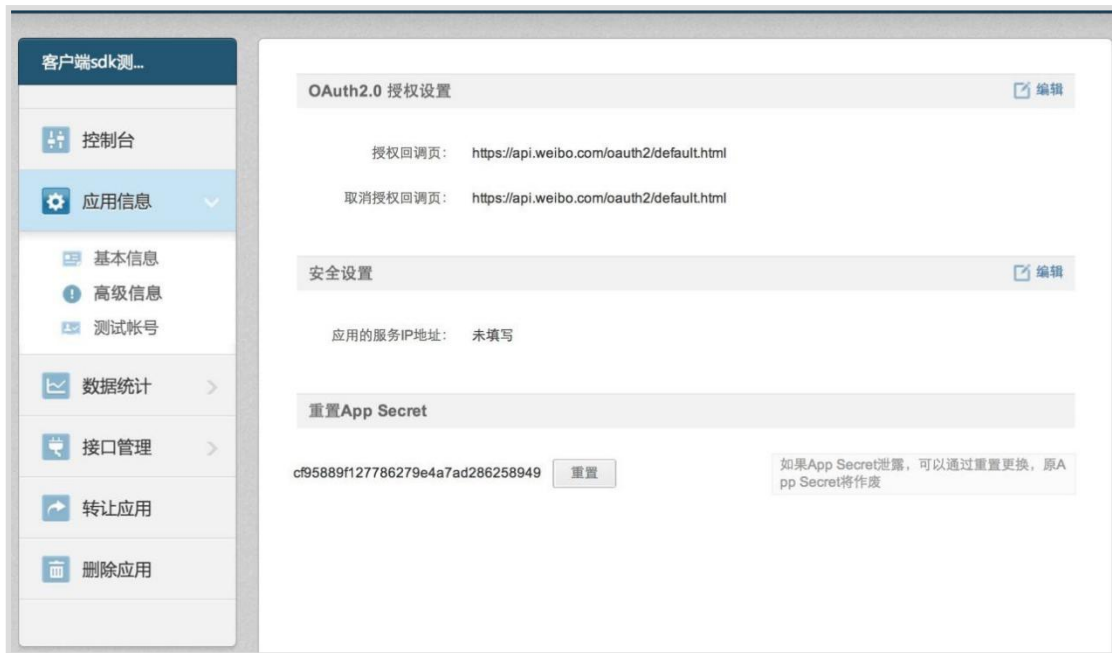 客户端sdk测...
控制台
应用信息
基本信息
高级信息
测试帐号
数据统计
接口管理
转让应用
删除应用
OAuth2.0 授权设置
编辑
授权回调页： https://api.weibo.com/oauth2/default.html
取消授权回调页： https://api.weibo.com/oauth2/default.html
安全设置
编辑
应用的服务IP地址： 未填写
重置App Secret
cf95889f127786279e4a7ad286258949 重置
如果App Secret泄露，可以通过重置更换，原A
pp Secret将作废